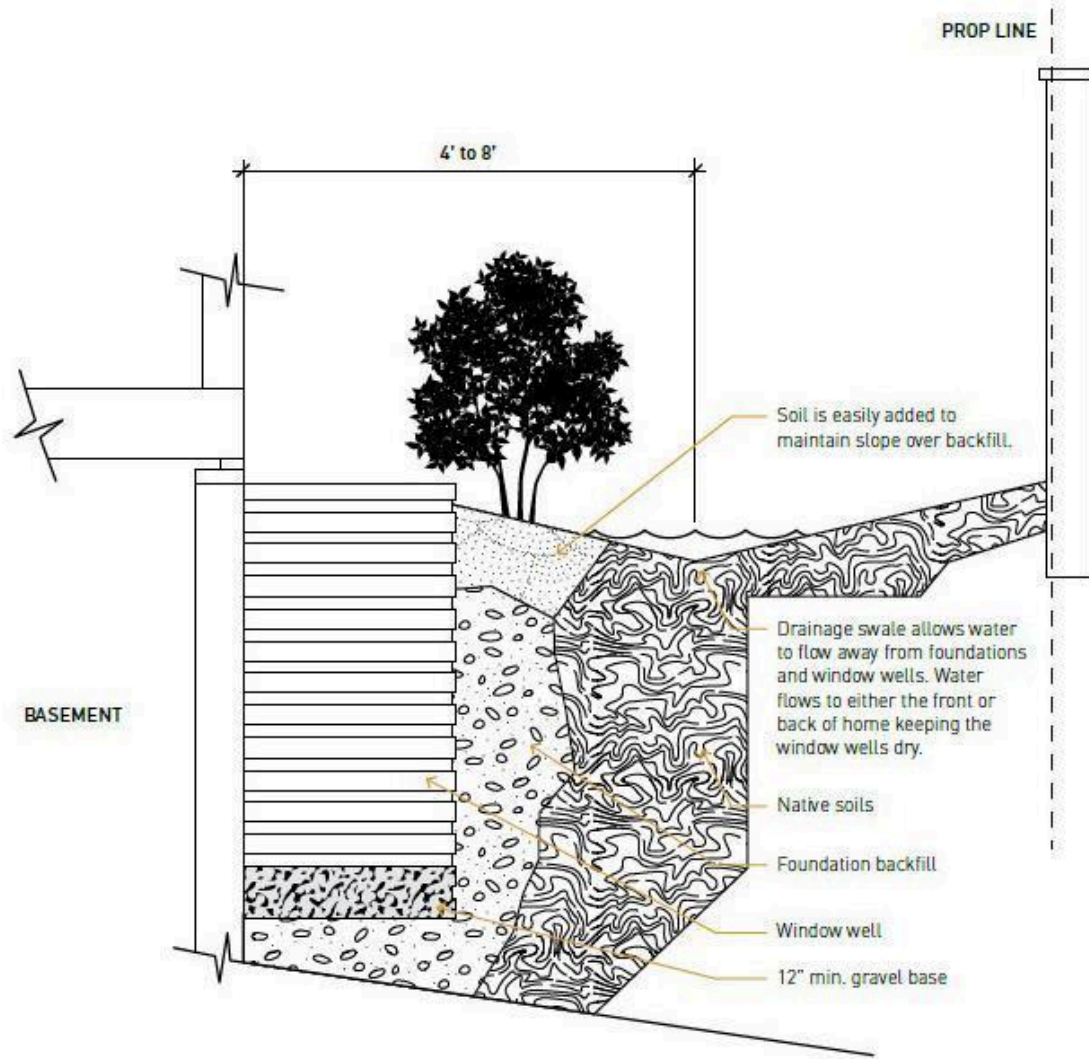 PROP LINE
4' to 8'
Soil is easily added to
maintain slope over backfill.
Drainage swale allows water
to flow away from foundations
and window wells. Water
flows to either the front or
back of home keeping the
window wells dry.
BASEMENT
Native soils
Foundation backfill
Window well
12" min. gravel base